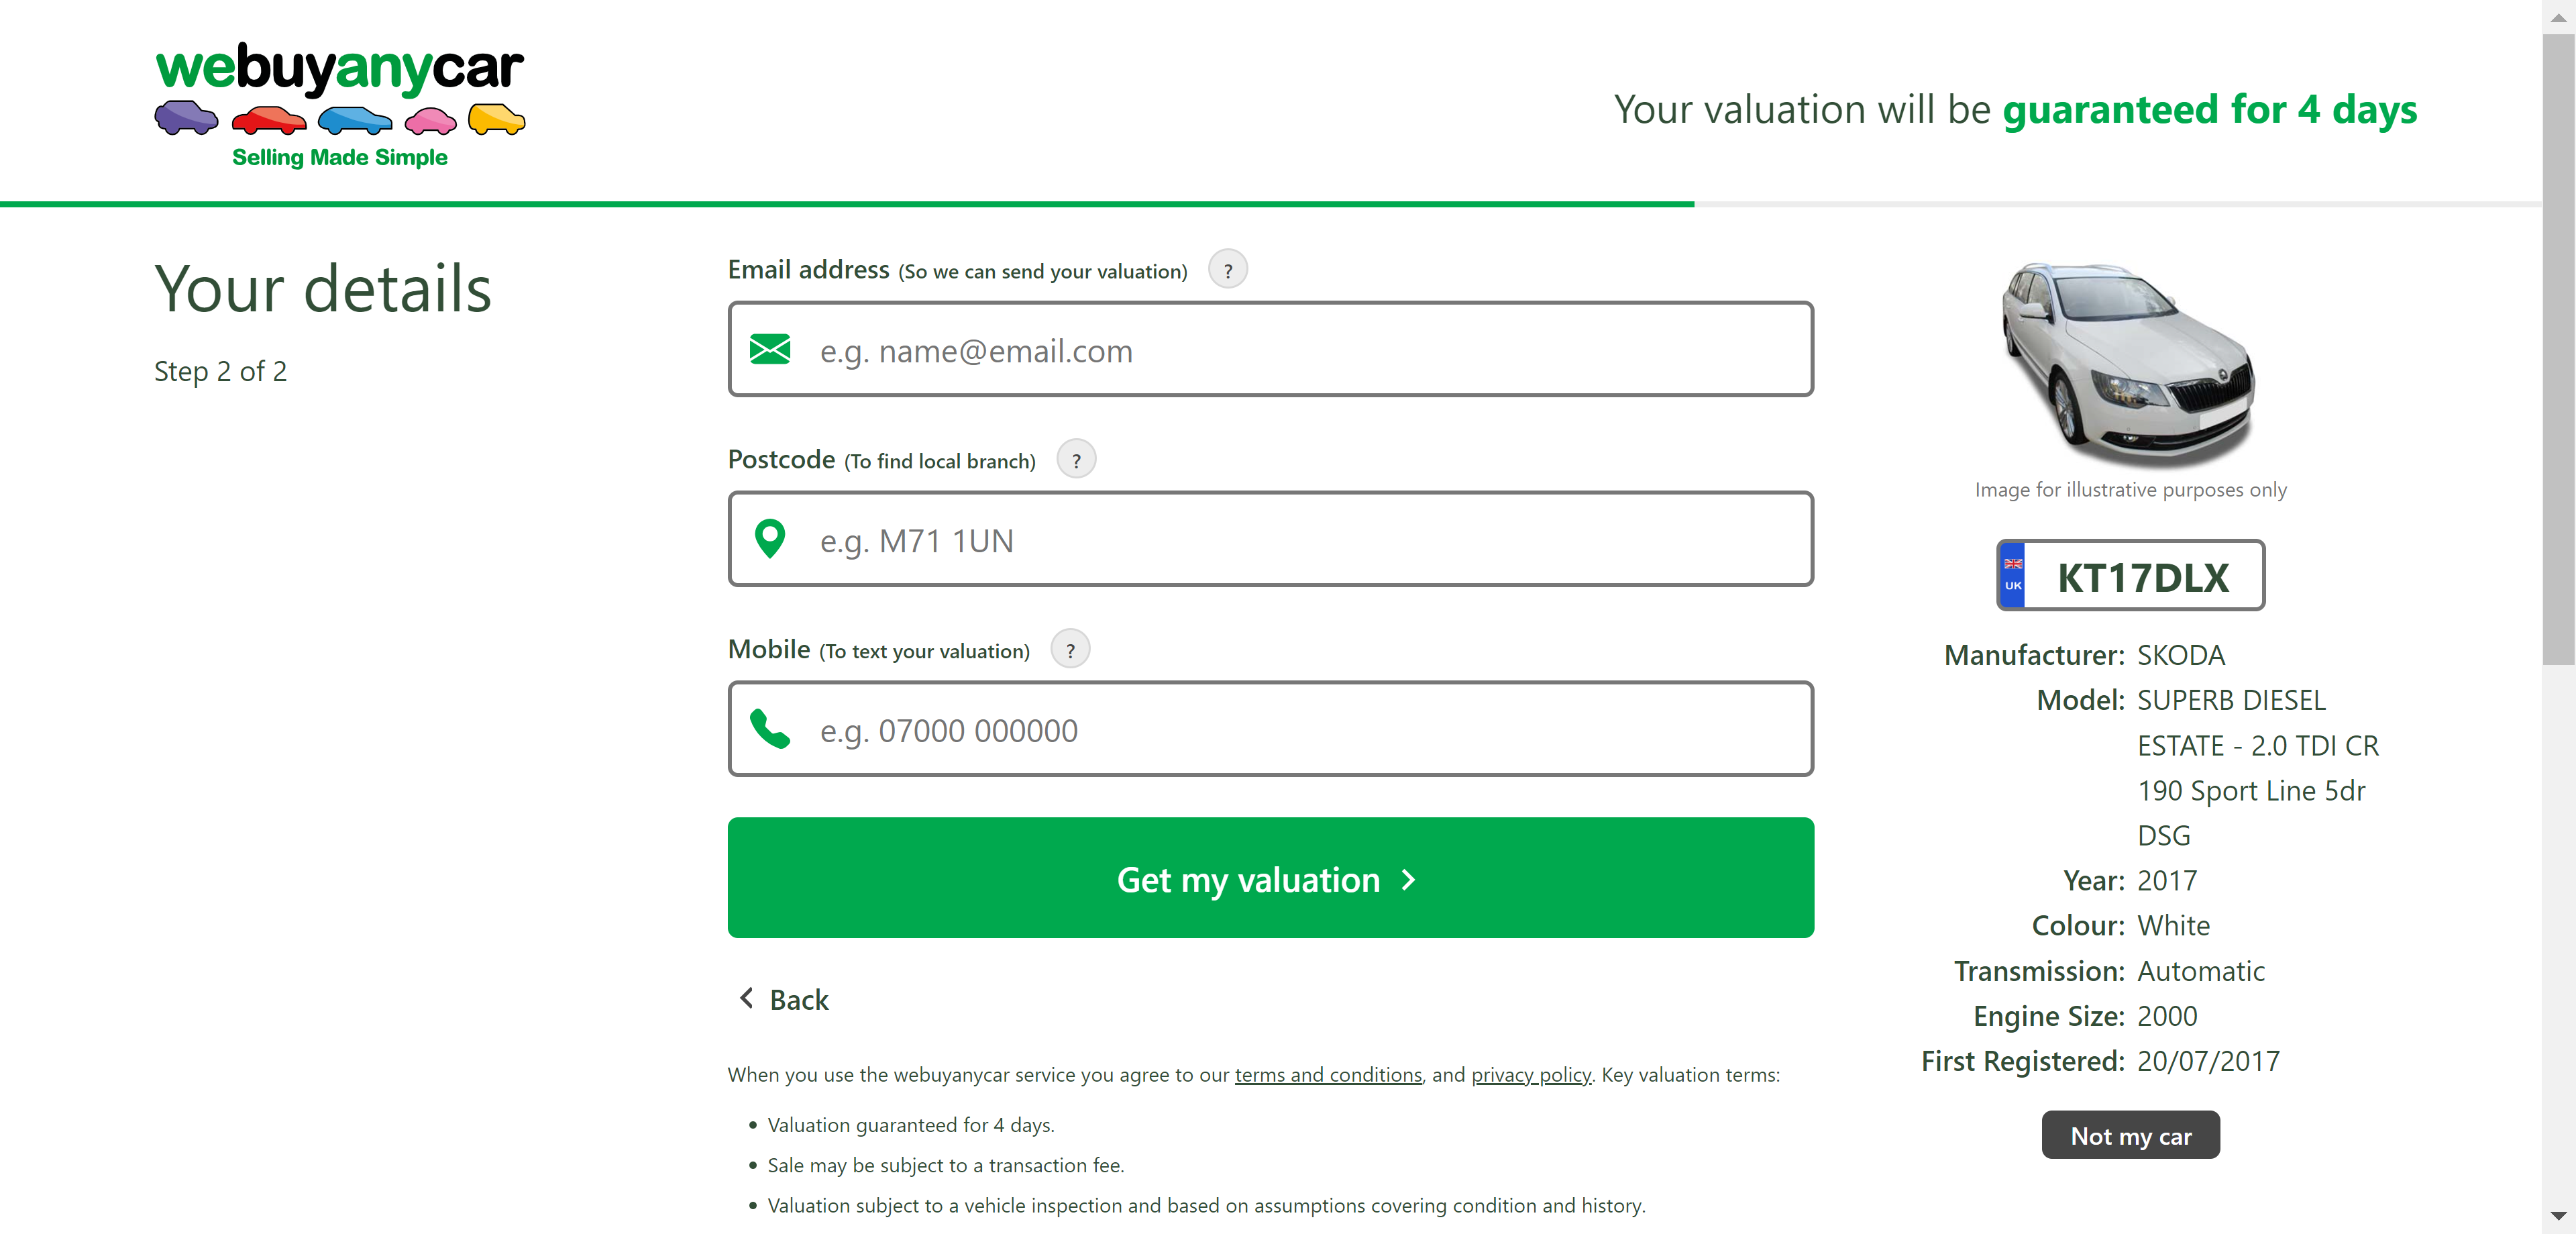 webuyanycar
Selling Made Simple
Your valuation will be guaranteed for 4 days
Your details
Step 2 of 2
Email address (So we can send your valuation) ?
e.g. name@email.com
Postcode (To find local branch) ?
e.g. M71 1UN
Mobile (To text your valuation) ?
e.g. 07000 000000
Get my valuation
Back
When you use the webuyanycar service you agree to our terms and conditions, and privacy policy. Key valuation terms:
• Valuation guaranteed for 4 days.
• Sale may be subject to a transaction fee.
• Valuation subject to a vehicle inspection and based on assumptions covering condition and history.
Image for illustrative purposes only
UK KT17DLX
Manufacturer: SKODA
Model: SUPERB DIESEL
ESTATE - 2.0 TDI CR
190 Sport Line 5dr
DSG
Year: 2017
Colour: White
Transmission: Automatic
Engine Size: 2000
First Registered: 20/07/2017
Not my car